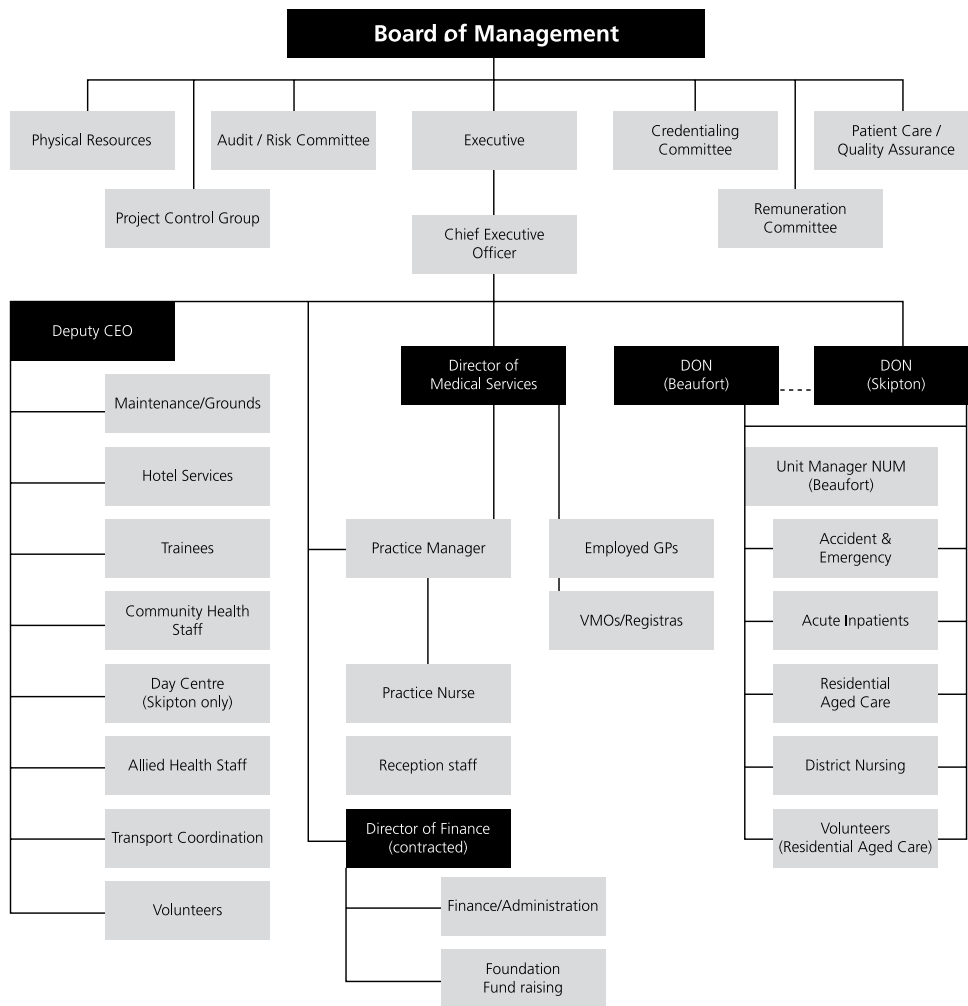 Board of Management
Physical Resources
Audit / Risk Committee
Executive
Credentialing
Committee
Patient Care /
Quality Assurance
Project Control Group
Remuneration
Committee
Chief Executive
Officer
Deputy CEO
Director of
Medical Services
DON
(Beaufort)
DON
(Skipton)
Maintenance/Grounds
Hotel Services
Trainees
Community Health
Staff
Day Centre
(Skipton only)
Allied Health Staff
Transport Coordination
Volunteers
Practice Manager
Practice Nurse
Reception staff
Director of Finance
(contracted)
Finance/Administration
Foundation
Fund raising
Employed GPs
VMOs/Registras
Unit Manager NUM
(Beaufort)
Accident &
Emergency
Acute Inpatients
Residential
Aged Care
District Nursing
Volunteers
(Residential Aged Care)